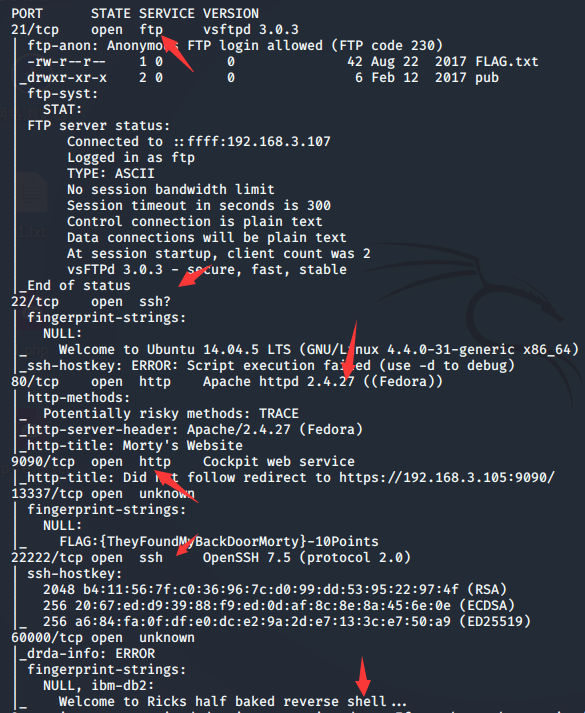 PORT STATE SERVICE VERSION
21/tcp open ftp vsftpd 3.0.3
| ftp-anon: Anonymous FTP login allowed (FTP code 230)
| -rw-r--r-- 1 0 0 42 Aug 22 2017 FLAG.txt
|_drwxr-xr-x 2 0 0 6 Feb 12 2017 pub
| ftp-syst:
| STAT:
| FTP server status:
| Connected to ::ffff:192.168.3.107
| Logged in as ftp
| TYPE: ASCII
| No session bandwidth limit
| Session timeout in seconds is 300
| Control connection is plain text
| Data connections will be plain text
| At session startup, client count was 2
| vsFTPd 3.0.3 - secure, fast, stable
|_End of status
22/tcp open ssh?
| fingerprint-strings:
| NULL:
|_ Welcome to Ubuntu 14.04.5 LTS (GNU/Linux 4.4.0-31-generic x86_64)
|_ssh-hostkey: ERROR: Script execution failed (use -d to debug)
80/tcp open http Apache httpd 2.4.27 ((Fedora))
| http-methods:
|_ Potentially risky methods: TRACE
|_http-server-header: Apache/2.4.27 (Fedora)
|_http-title: Morty's Website
9090/tcp open http Cockpit web service
|_http-title: Did not follow redirect to https://192.168.3.105:9090/
13337/tcp open unknown
| fingerprint-strings:
| NULL:
|_ FLAG:{TheyFoundMyBackDoorMorty}-10Points
22222/tcp open ssh OpenSSH 7.5 (protocol 2.0)
| ssh-hostkey:
| 2048 b4:11:56:7f:c0:36:96:7c:d0:99:dd:53:95:22:97:4f (RSA)
| 256 20:67:ed:d9:39:88:f9:ed:0d:af:8c:8e:8a:45:6e:0e (ECDSA)
|_ 256 a6:84:fa:0f:df:e0:dc:e2:9a:2d:e7:13:3c:e7:50:a9 (ED25519)
60000/tcp open unknown
|_drda-info: ERROR
| fingerprint-strings:
| NULL, ibm-db2:
|_ Welcome to Ricks half baked reverse shell...